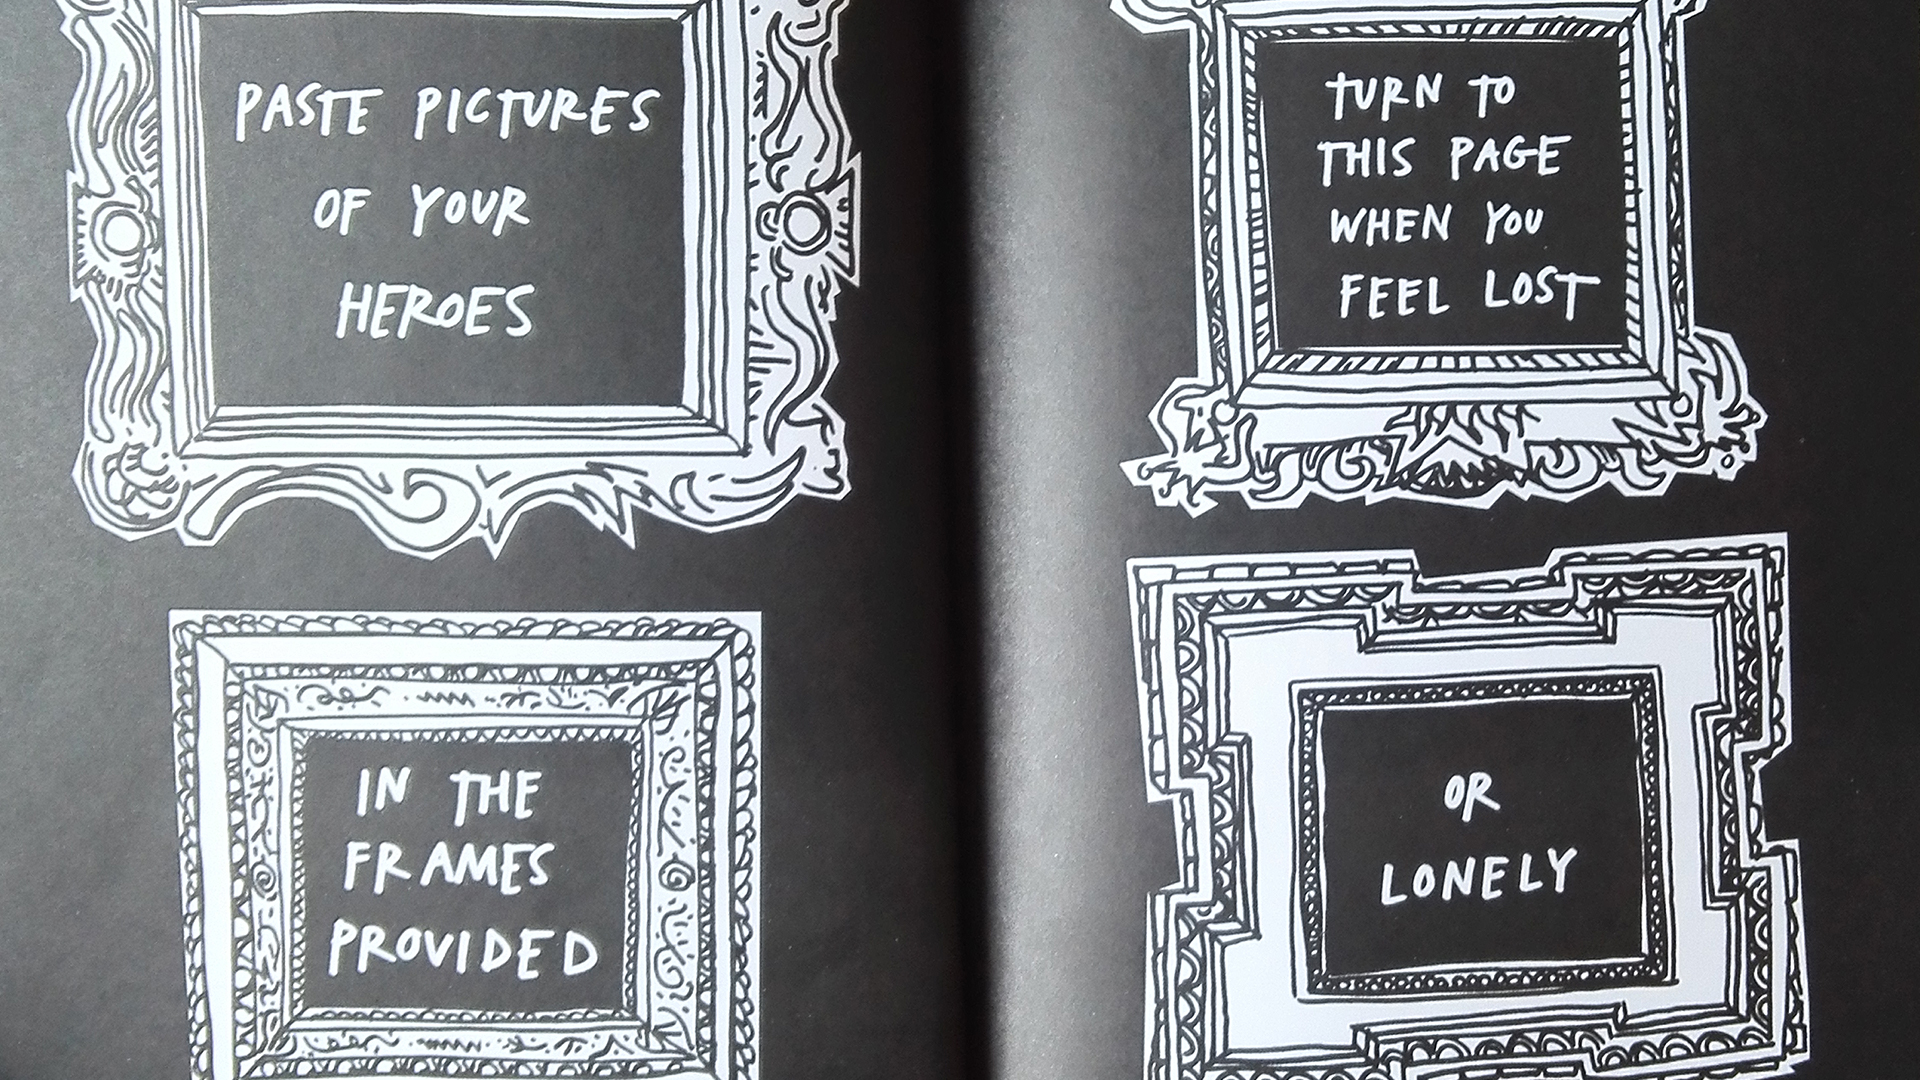 PASTE PICTURES
OF YOUR
HEROES
IN THE
FRAMES
PROVIDED
TURN TO
THIS PAGE
WHEN YOU
FEEL LOST
OR
LONELY